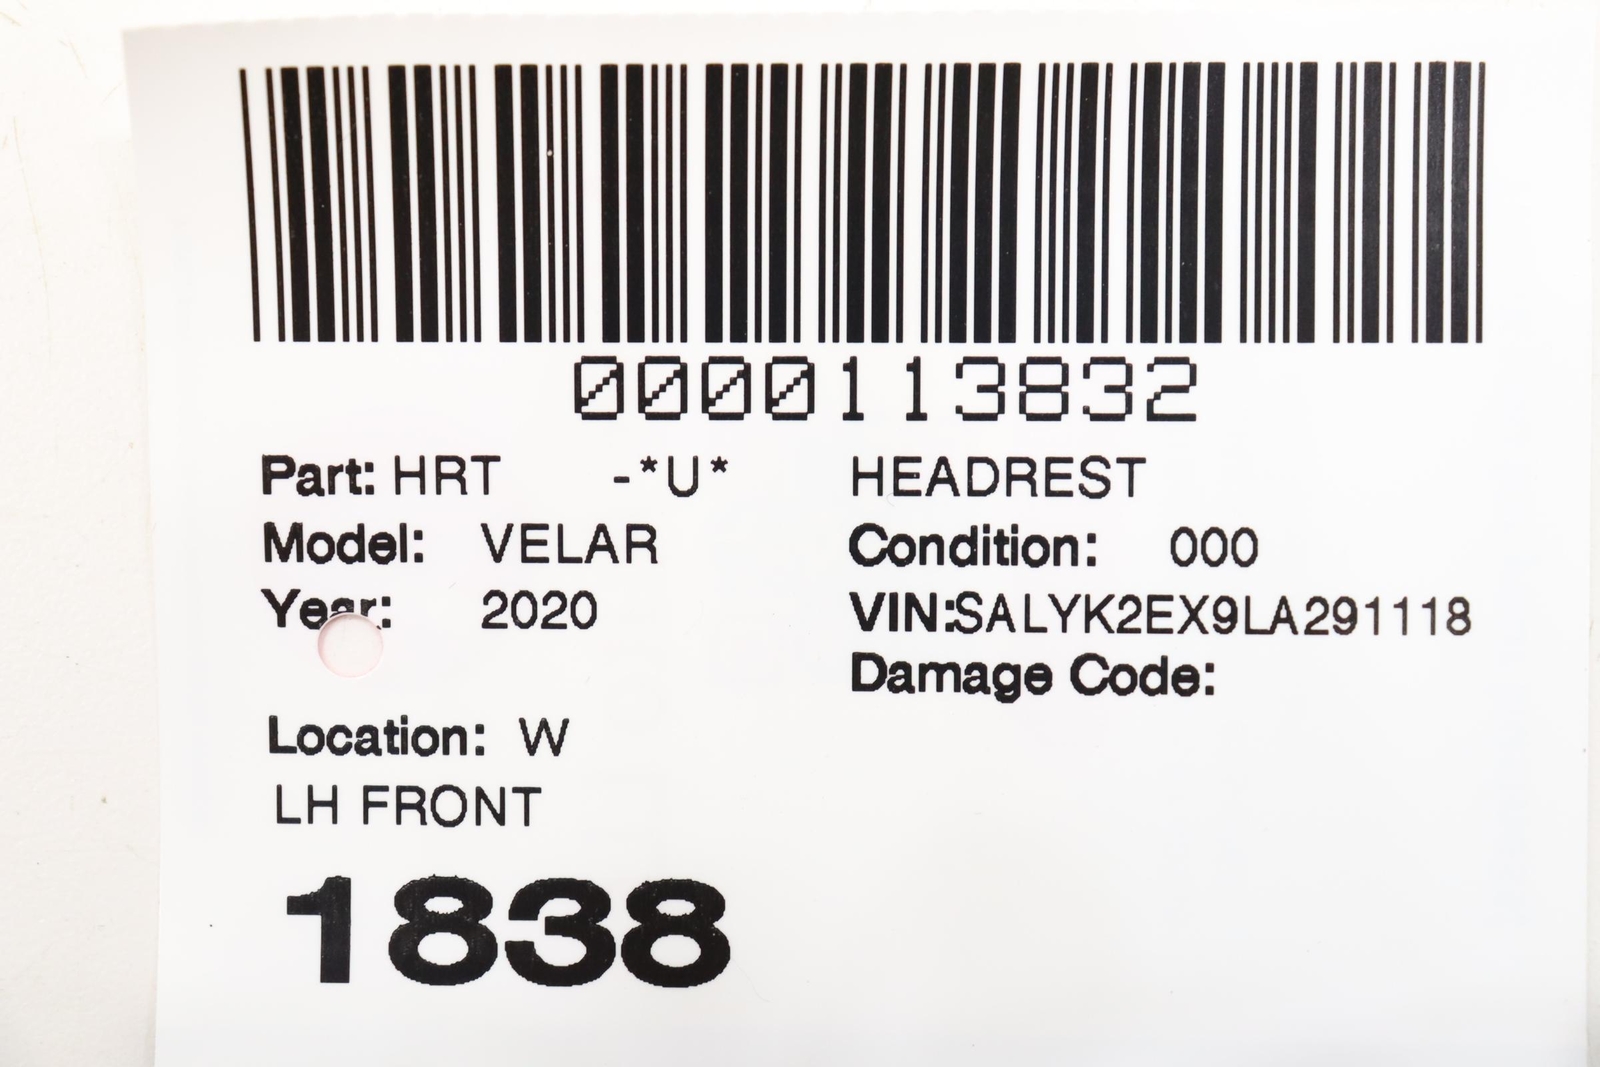 0000113832
Part: HRT -*U* HEADREST
Model: VELAR Condition: 000
Year: 2020 VIN:SALYK2EX9LA291118
Damage Code:
Location: W
LH FRONT
1838